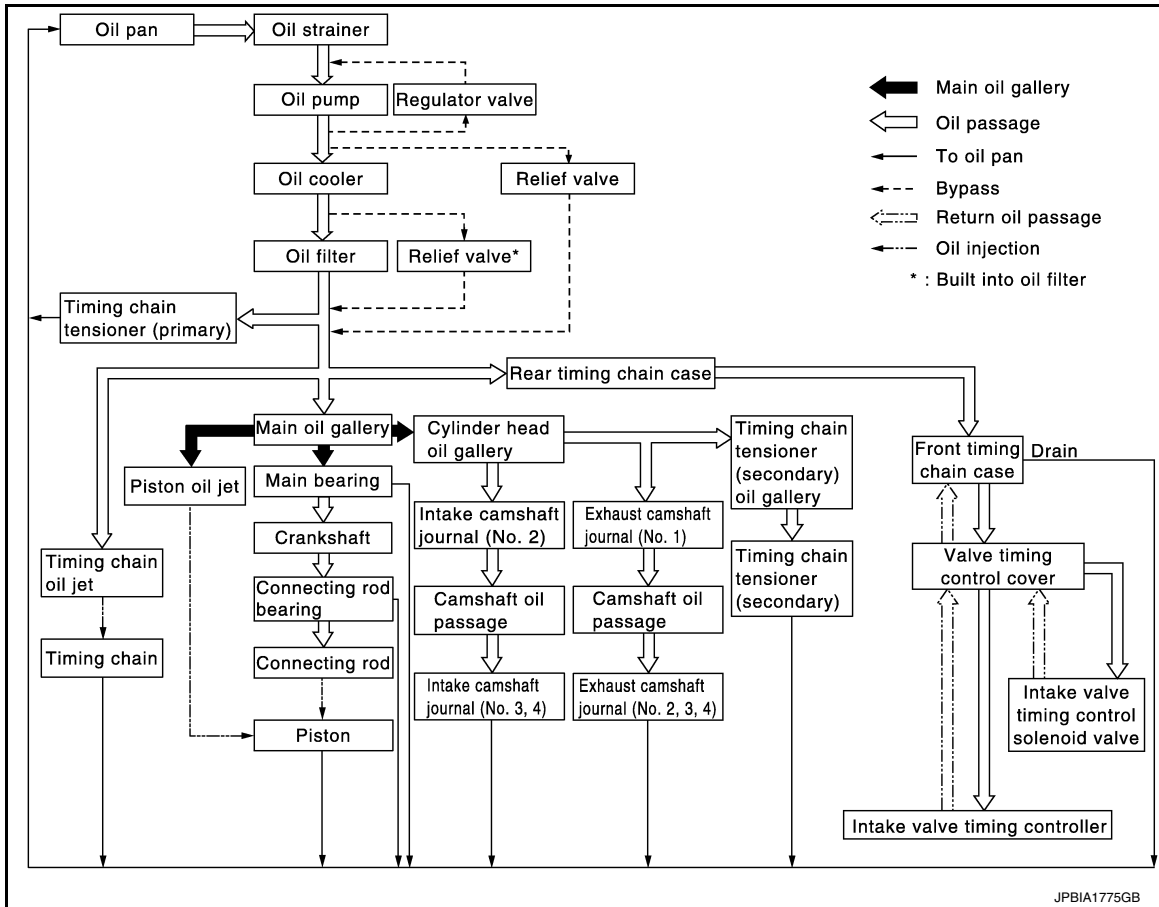 Oil pan
Oil strainer
Oil pump
Regulator valve
Oil cooler
Relief valve
Oil filter
Relief valve*
Main oil gallery
Oil passage
To oil pan
Bypass
Return oil passage
Oil injection
* : Built into oil filter
Timing chain
tensioner (primary)
Rear timing chain case
Main oil gallery
Cylinder head
oil gallery
Timing chain
tensioner
(secondary)
oil gallery
Front timing
chain case
Drain
Piston oil jet
Main bearing
Intake camshaft
journal (No. 2)
Exhaust camshaft
journal (No. 1)
Crankshaft
Timing chain
oil jet
Timing chain
tensioner
(secondary)
Valve timing
control cover
Connecting rod
bearing
Camshaft oil
passage
Camshaft oil
passage
Timing chain
Connecting rod
Intake camshaft
journal (No. 3, 4)
Exhaust camshaft
journal (No. 2, 3, 4)
Intake valve
timing control
solenoid valve
Piston
Intake valve timing controller
JPBIA1775GB